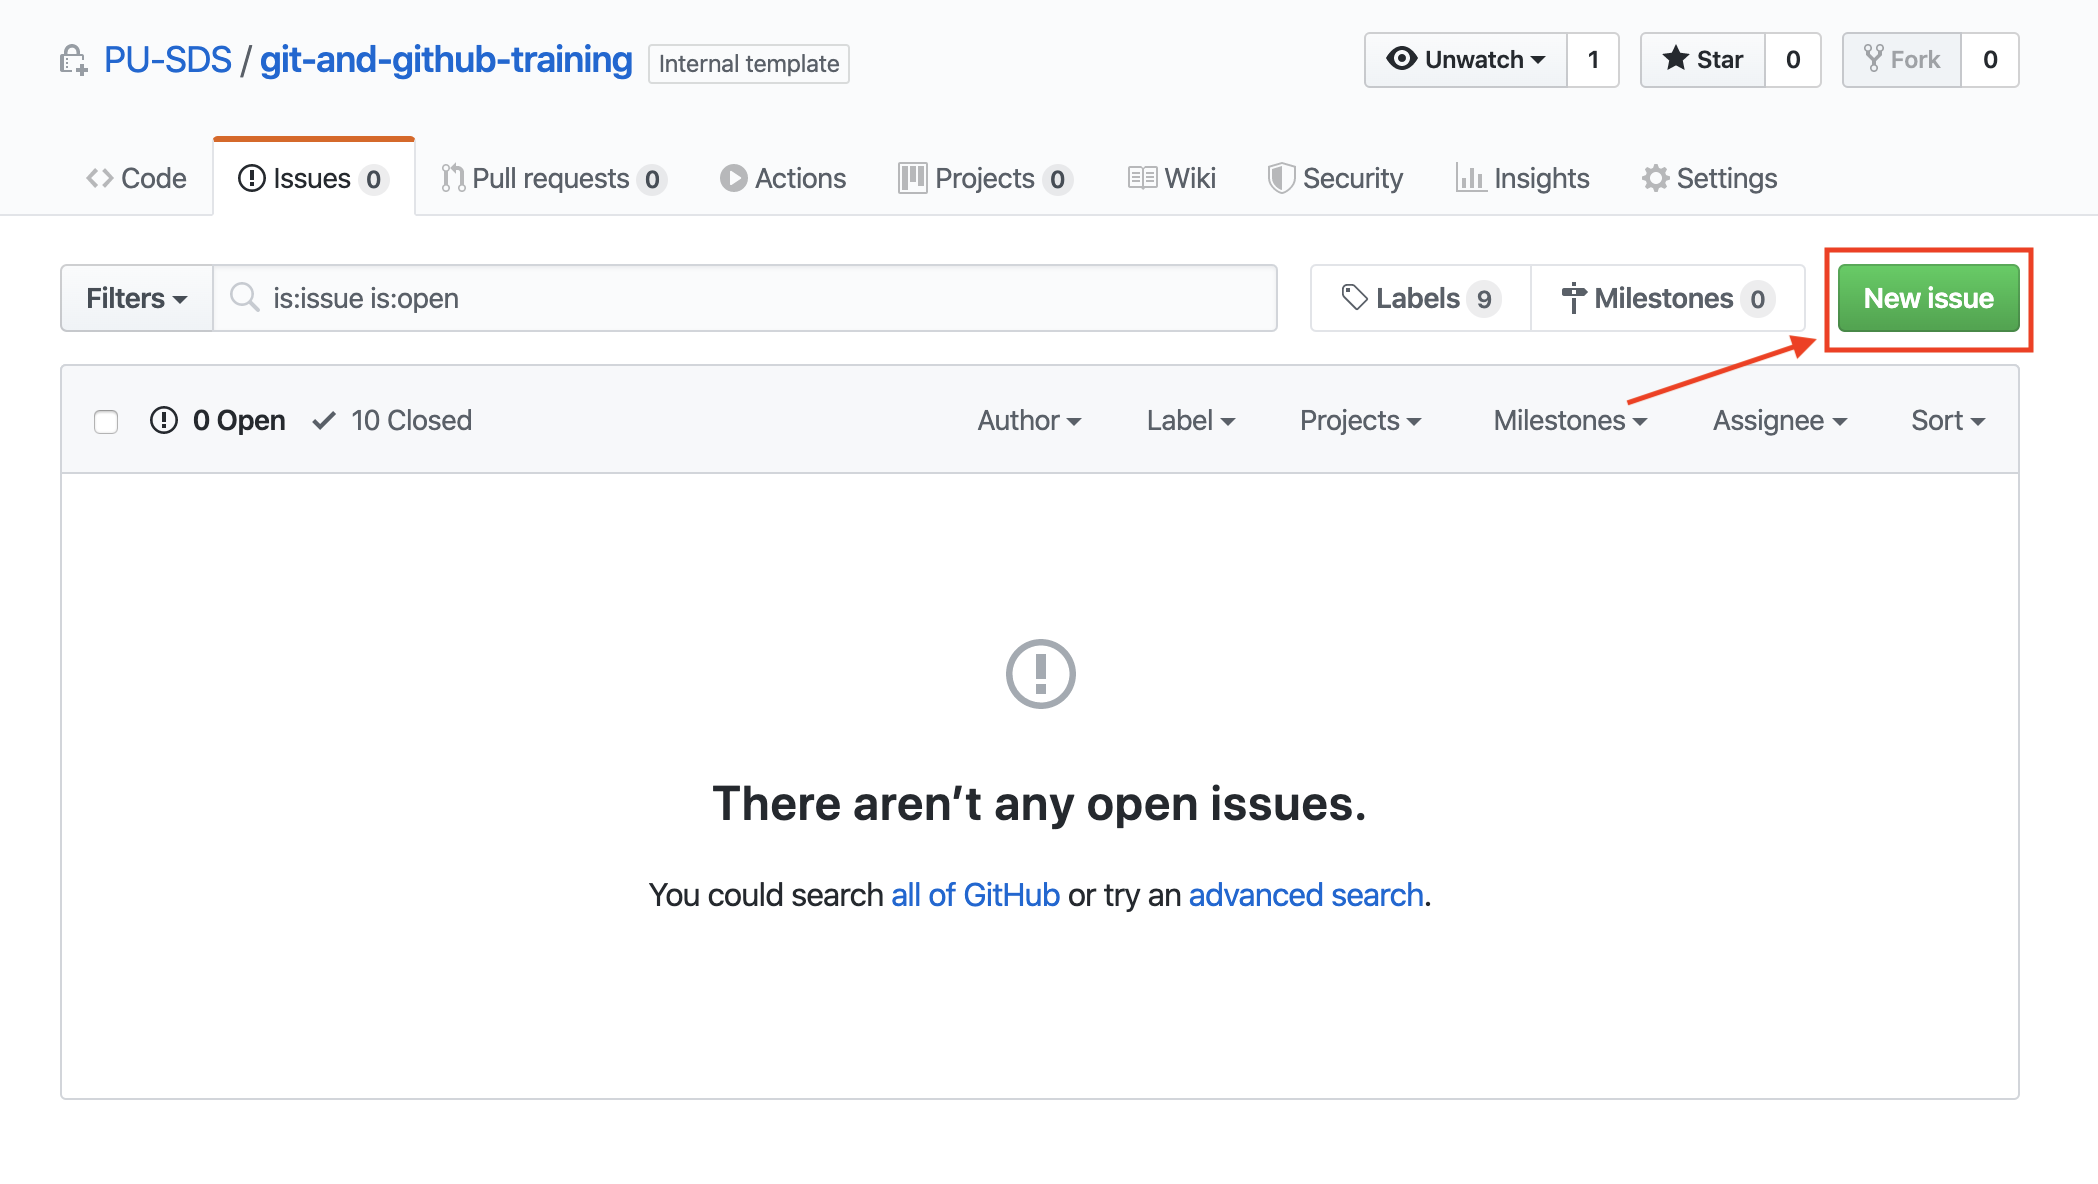 PU-SDS / git-and-github-training Internal template Unwatch 1 Star 0 Fork 0
Code Issues 0 Pull requests 0 Actions Projects 0 Wiki Security Insights Settings
Filters is:issue is:open Labels 9 Milestones 0 New issue
0 Open 10 Closed Author Label Projects Milestones Assignee Sort
There aren’t any open issues.
You could search all of GitHub or try an advanced search.